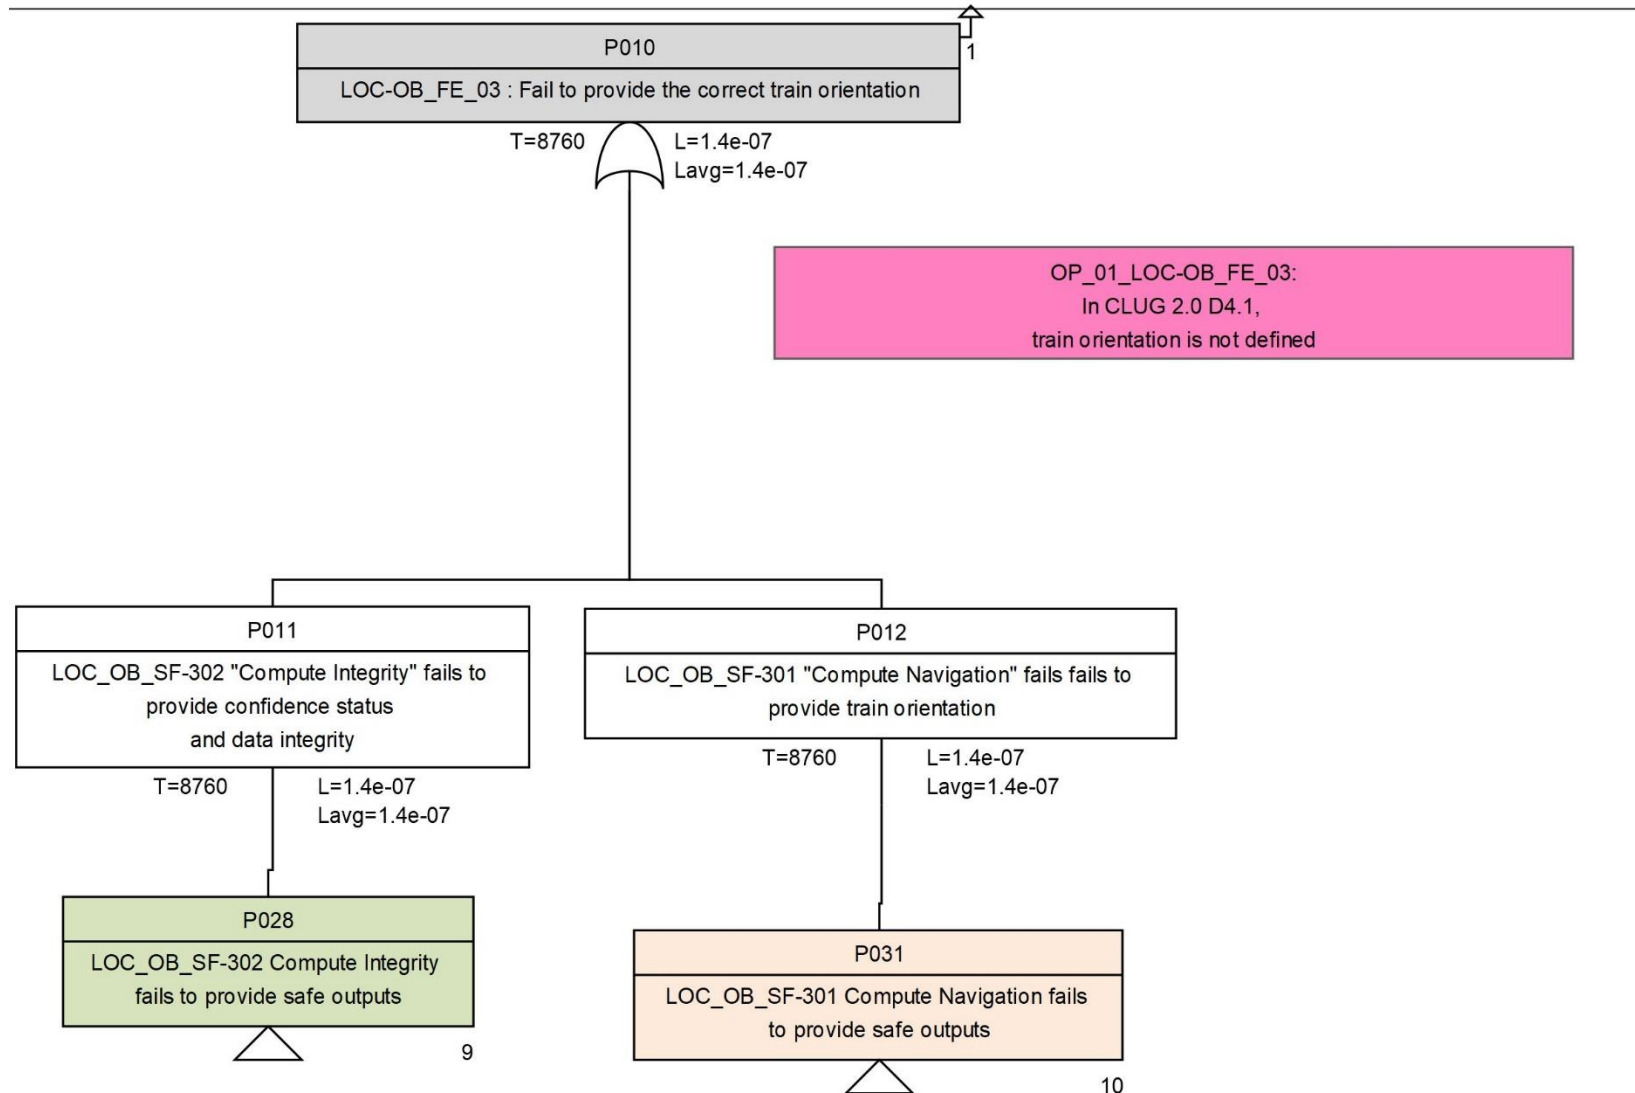 P010
1
LOC-OB_FE_03 : Fail to provide the correct train orientation
T=8760
L=1.4e-07
Lavg=1.4e-07
OP_01_LOC-OB_FE_03:
In CLUG 2.0 D4.1,
train orientation is not defined
P011
LOC_OB_SF-302 "Compute Integrity" fails to
provide confidence status
and data integrity
T=8760
L=1.4e-07
Lavg=1.4e-07
P012
LOC_OB_SF-301 "Compute Navigation" fails fails to
provide train orientation
T=8760
L=1.4e-07
Lavg=1.4e-07
P028
LOC_OB_SF-302 Compute Integrity
fails to provide safe outputs
9
P031
LOC_OB_SF-301 Compute Navigation fails
to provide safe outputs
10